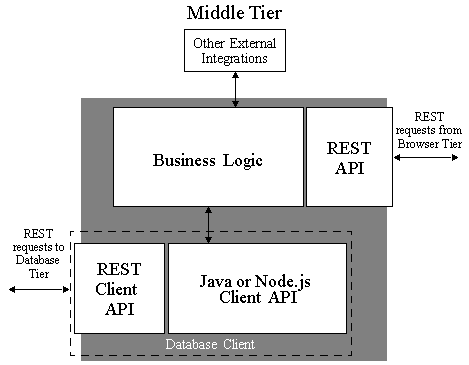 Middle Tier
Other External
Integrations
Business Logic
REST
API
REST
requests from
Browser Tier
REST
requests to
Database
Tier
REST
Client
API
Java or Node.js
Client API
Database Client